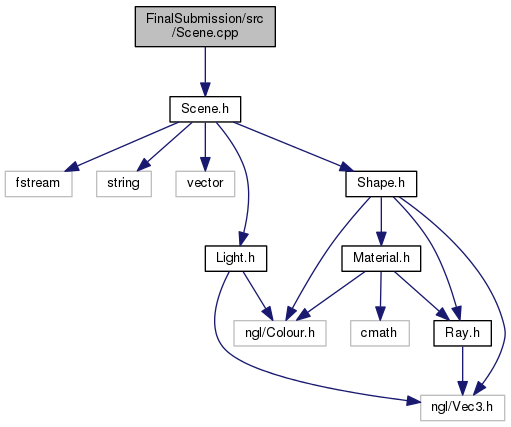 FinalSubmission/src
/Scene.cpp
Scene.h
fstream
string
vector
Shape.h
Light.h
Material.h
ngl/Colour.h
cmath
Ray.h
ngl/Vec3.h